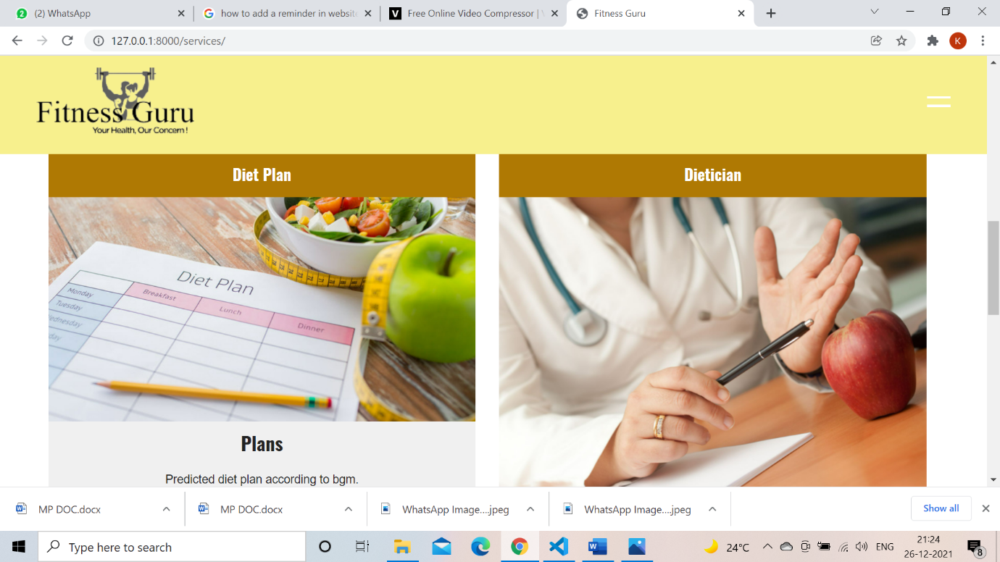 (2) WhatsApp
how to add a reminder in website
Free Online Video Compressor |
Fitness Guru
127.0.0.1:8000/services/
K
Fitness Guru
Your Health, Our Concern !
Diet Plan
Dietician
Diet Plan
Breakfast
Lunch
Dinner
Monday
Tuesday
Plans
Predicted diet plan according to bgm.
MP DOC.docx
MP DOC.docx
WhatsApp Image....jpeg
WhatsApp Image....jpeg
Show all
Type here to search
24°C
ENG
21:24
26-12-2021
8